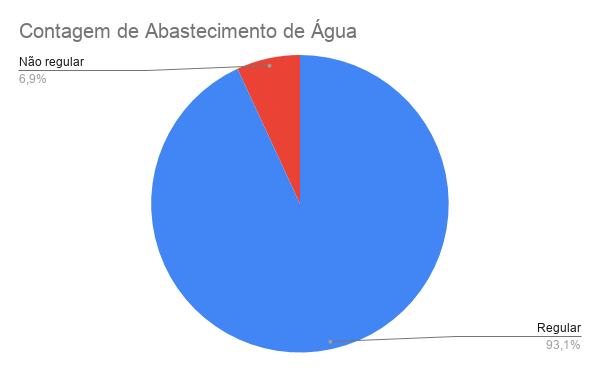 Contagem de Abastecimento de Água
Não regular
6,9%
Regular
93,1%